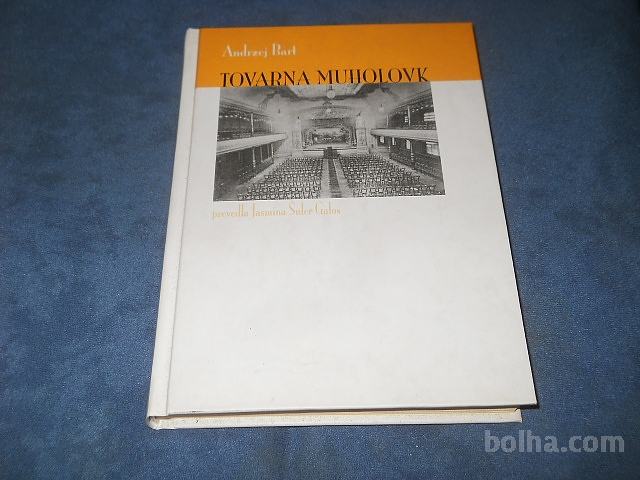 Andrzej Bart
TOVARNA MUHOLOVK
prevedla Jasmina Šuler Galos
bolha.com